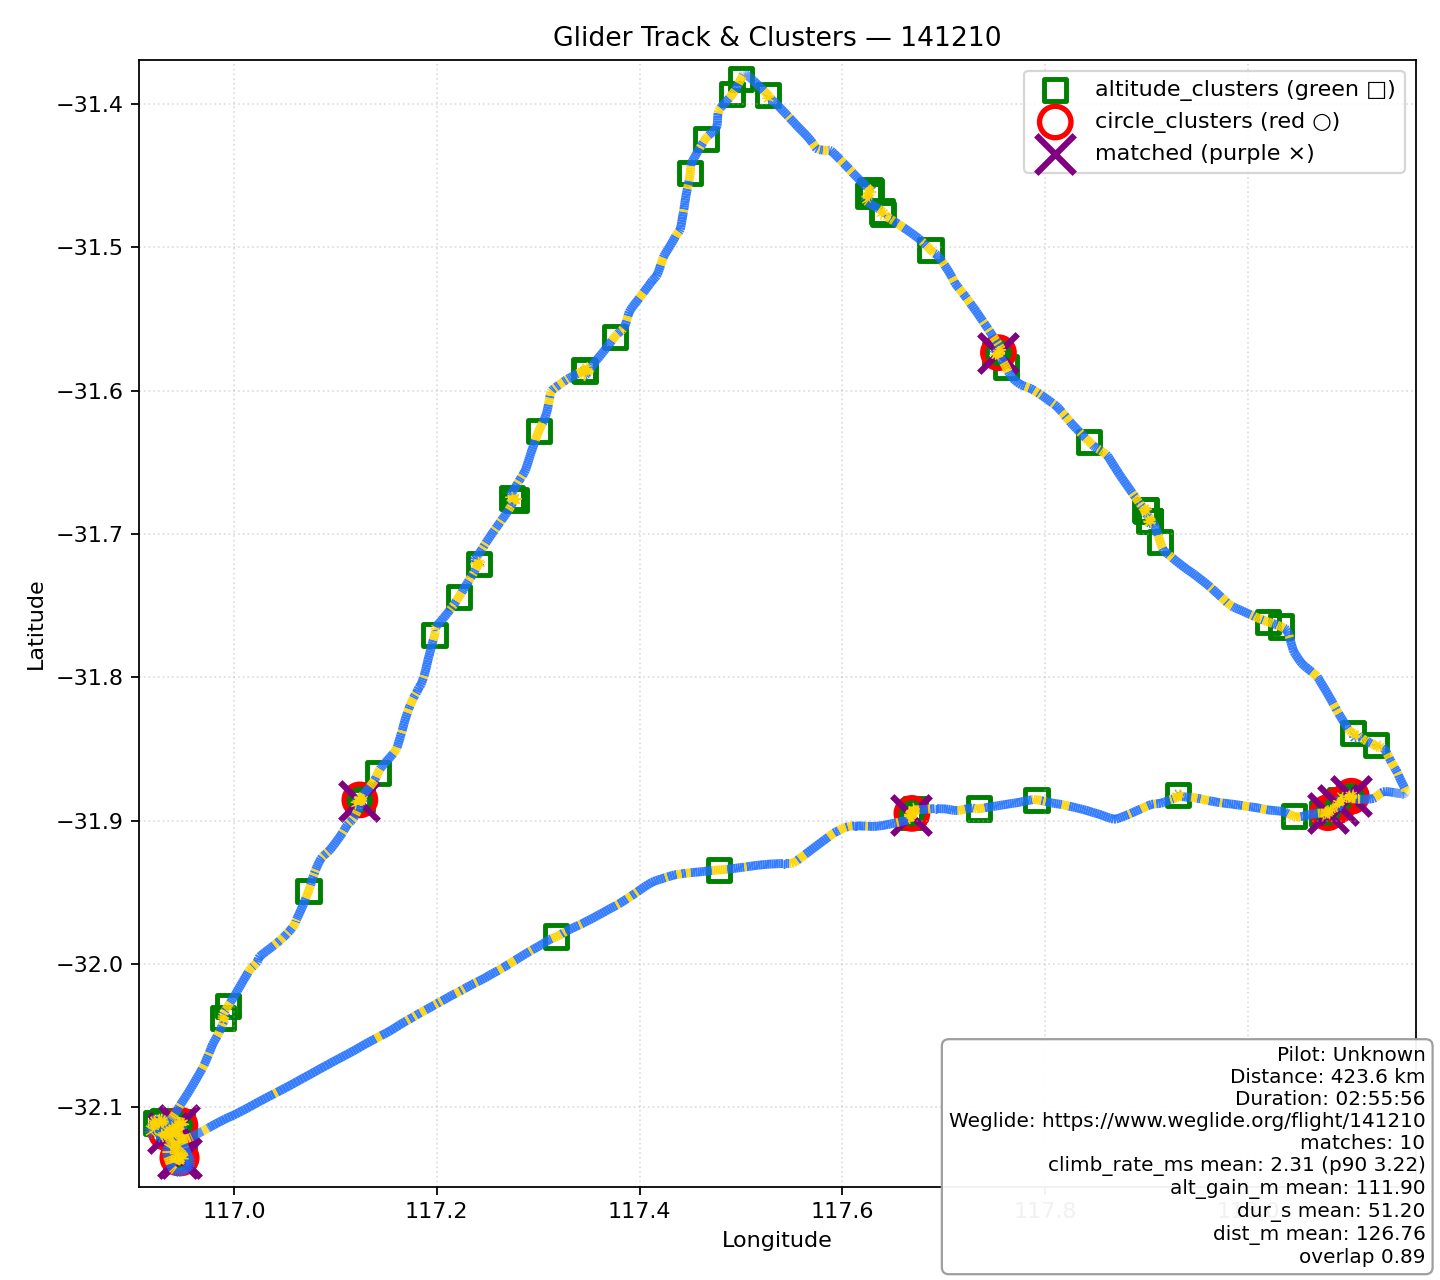 Glider Track & Clusters — 141210
altitude_clusters (green □)
circle_clusters (red ○)
matched (purple ×)
−31.4
−31.5
−31.6
−31.7
−31.8
−31.9
−32.0
−32.1
Latitude
117.0
117.2
117.4
117.6
117.8
Longitude
Pilot: Unknown
Distance: 423.6 km
Duration: 02:55:56
Weglide: https://www.weglide.org/flight/141210
matches: 10
climb_rate_ms mean: 2.31 (p90 3.22)
alt_gain_m mean: 111.90
dur_s mean: 51.20
dist_m mean: 126.76
overlap 0.89